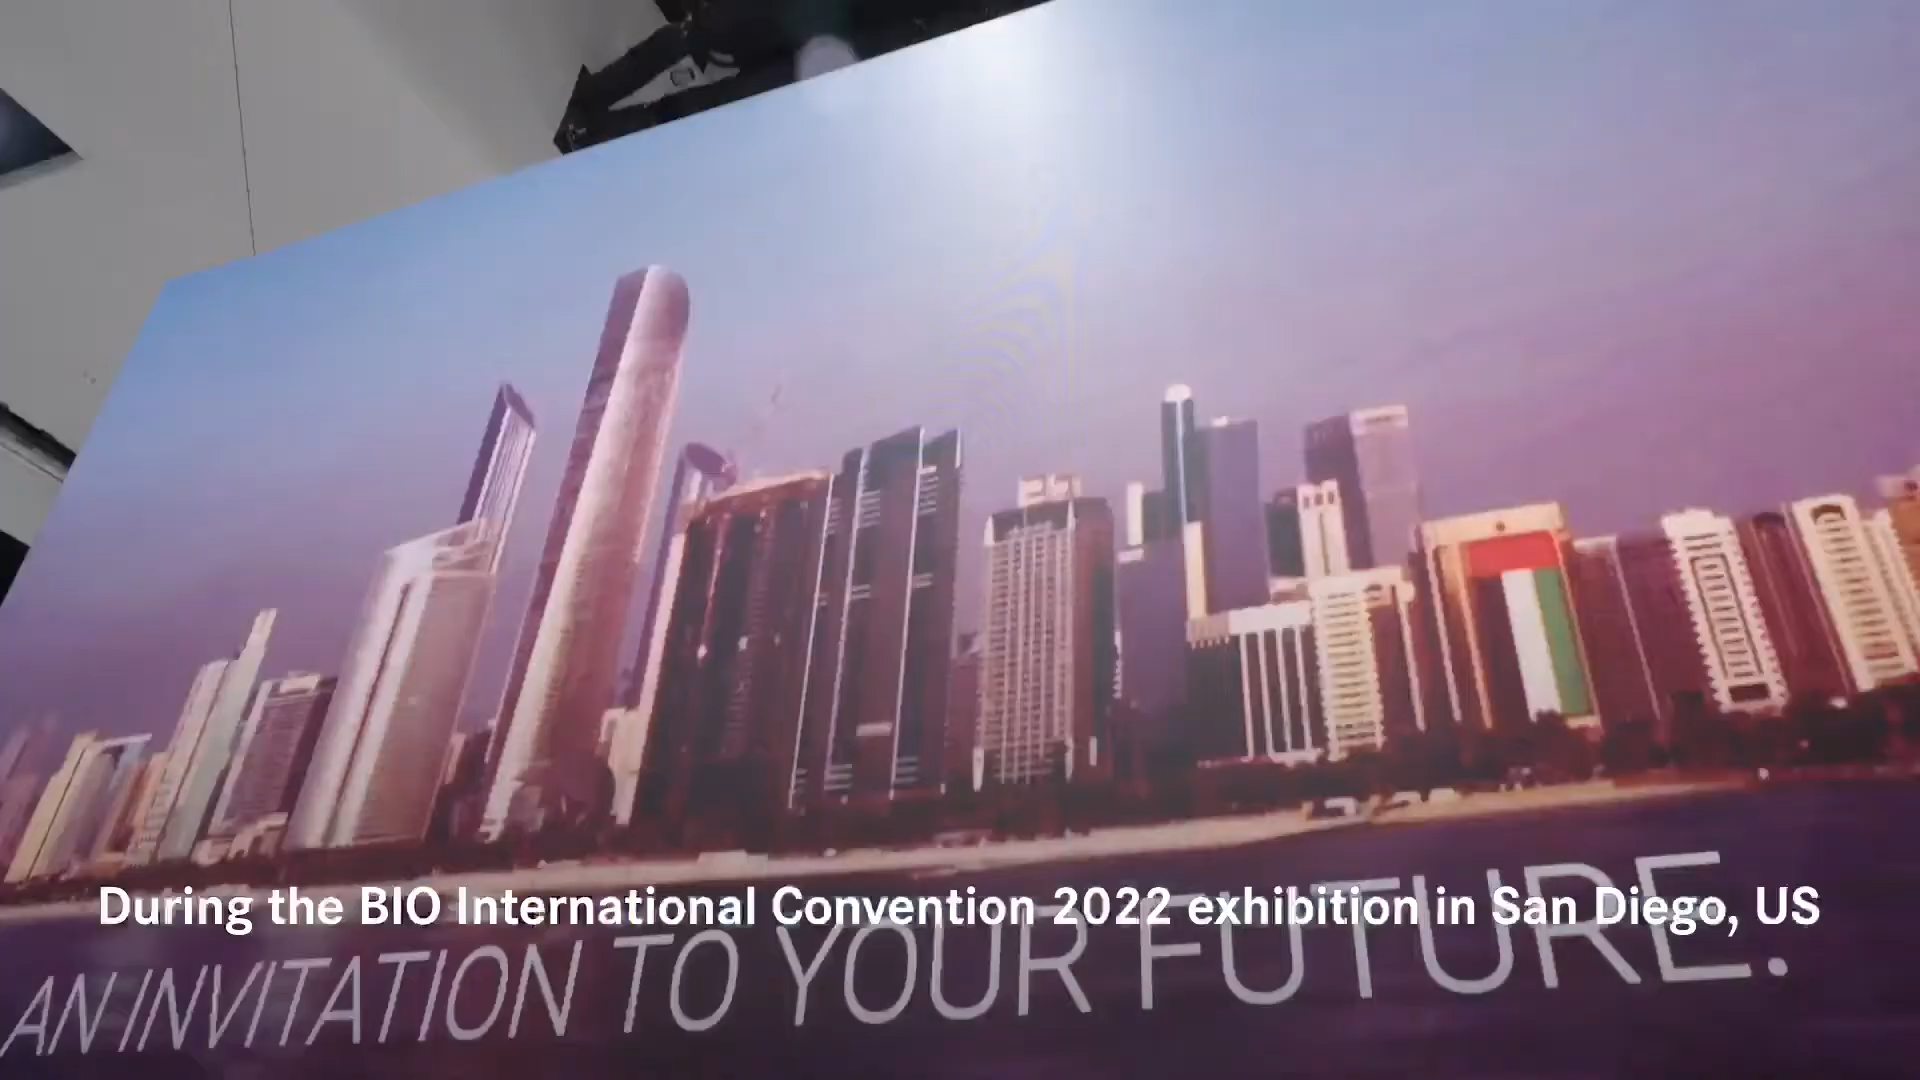 During the BIO International Convention 2022 exhibition in San Diego, US
AN INVITATION TO YOUR FUTURE.